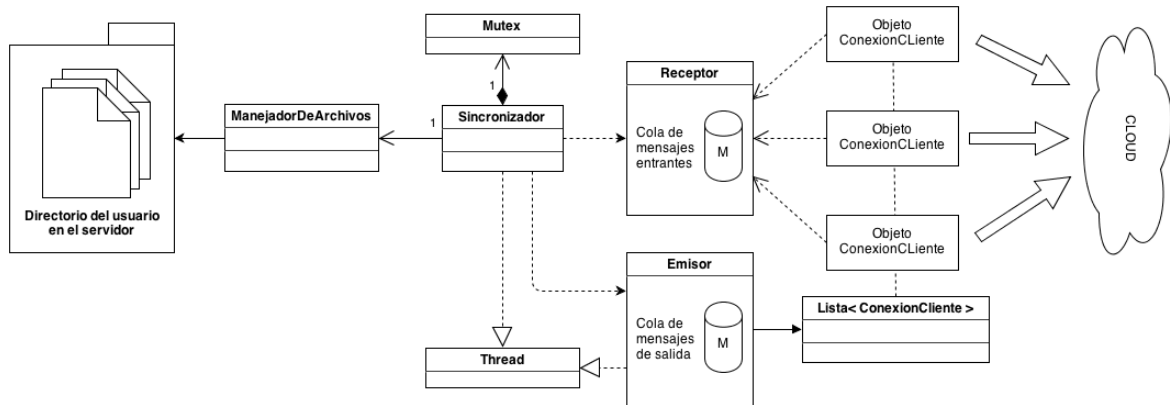 Mutex
1
Objeto
ConexionCLiente
Receptor
Cola de
mensajes
entrantes
M
ManejadorDeArchivos
1
Sincronizador
Objeto
ConexionCLiente
CLOUD
Directorio del usuario
en el servidor
Objeto
ConexionCLiente
Emisor
Cola de
mensajes
de salida
M
Lista< ConexionCliente >
Thread